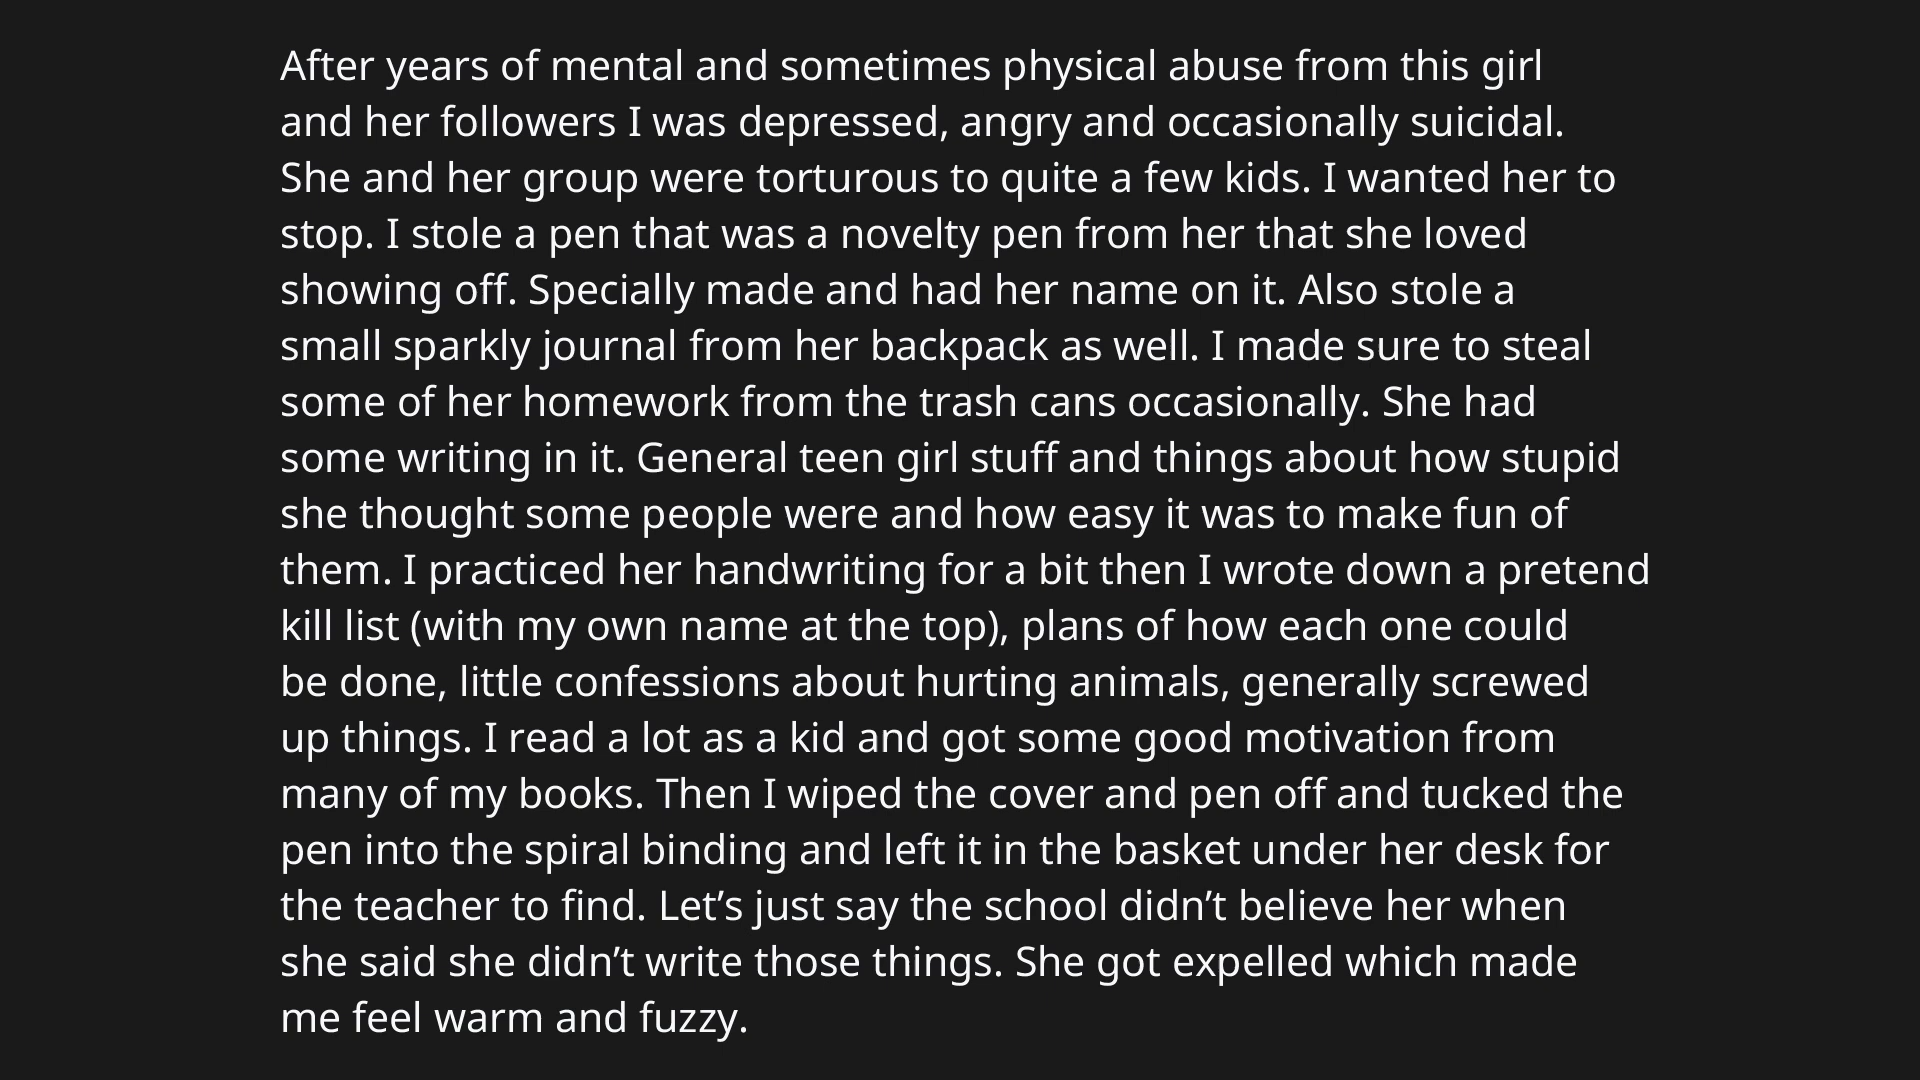 After years of mental and sometimes physical abuse from this girl
and her followers I was depressed, angry and occasionally suicidal.
She and her group were torturous to quite a few kids. I wanted her to
stop. I stole a pen that was a novelty pen from her that she loved
showing off. Specially made and had her name on it. Also stole a
small sparkly journal from her backpack as well. I made sure to steal
some of her homework from the trash cans occasionally. She had
some writing in it. General teen girl stuff and things about how stupid
she thought some people were and how easy it was to make fun of
them. I practiced her handwriting for a bit then I wrote down a pretend
kill list (with my own name at the top), plans of how each one could
be done, little confessions about hurting animals, generally screwed
up things. I read a lot as a kid and got some good motivation from
many of my books. Then I wiped the cover and pen off and tucked the
pen into the spiral binding and left it in the basket under her desk for
the teacher to find. Let’s just say the school didn’t believe her when
she said she didn’t write those things. She got expelled which made
me feel warm and fuzzy.